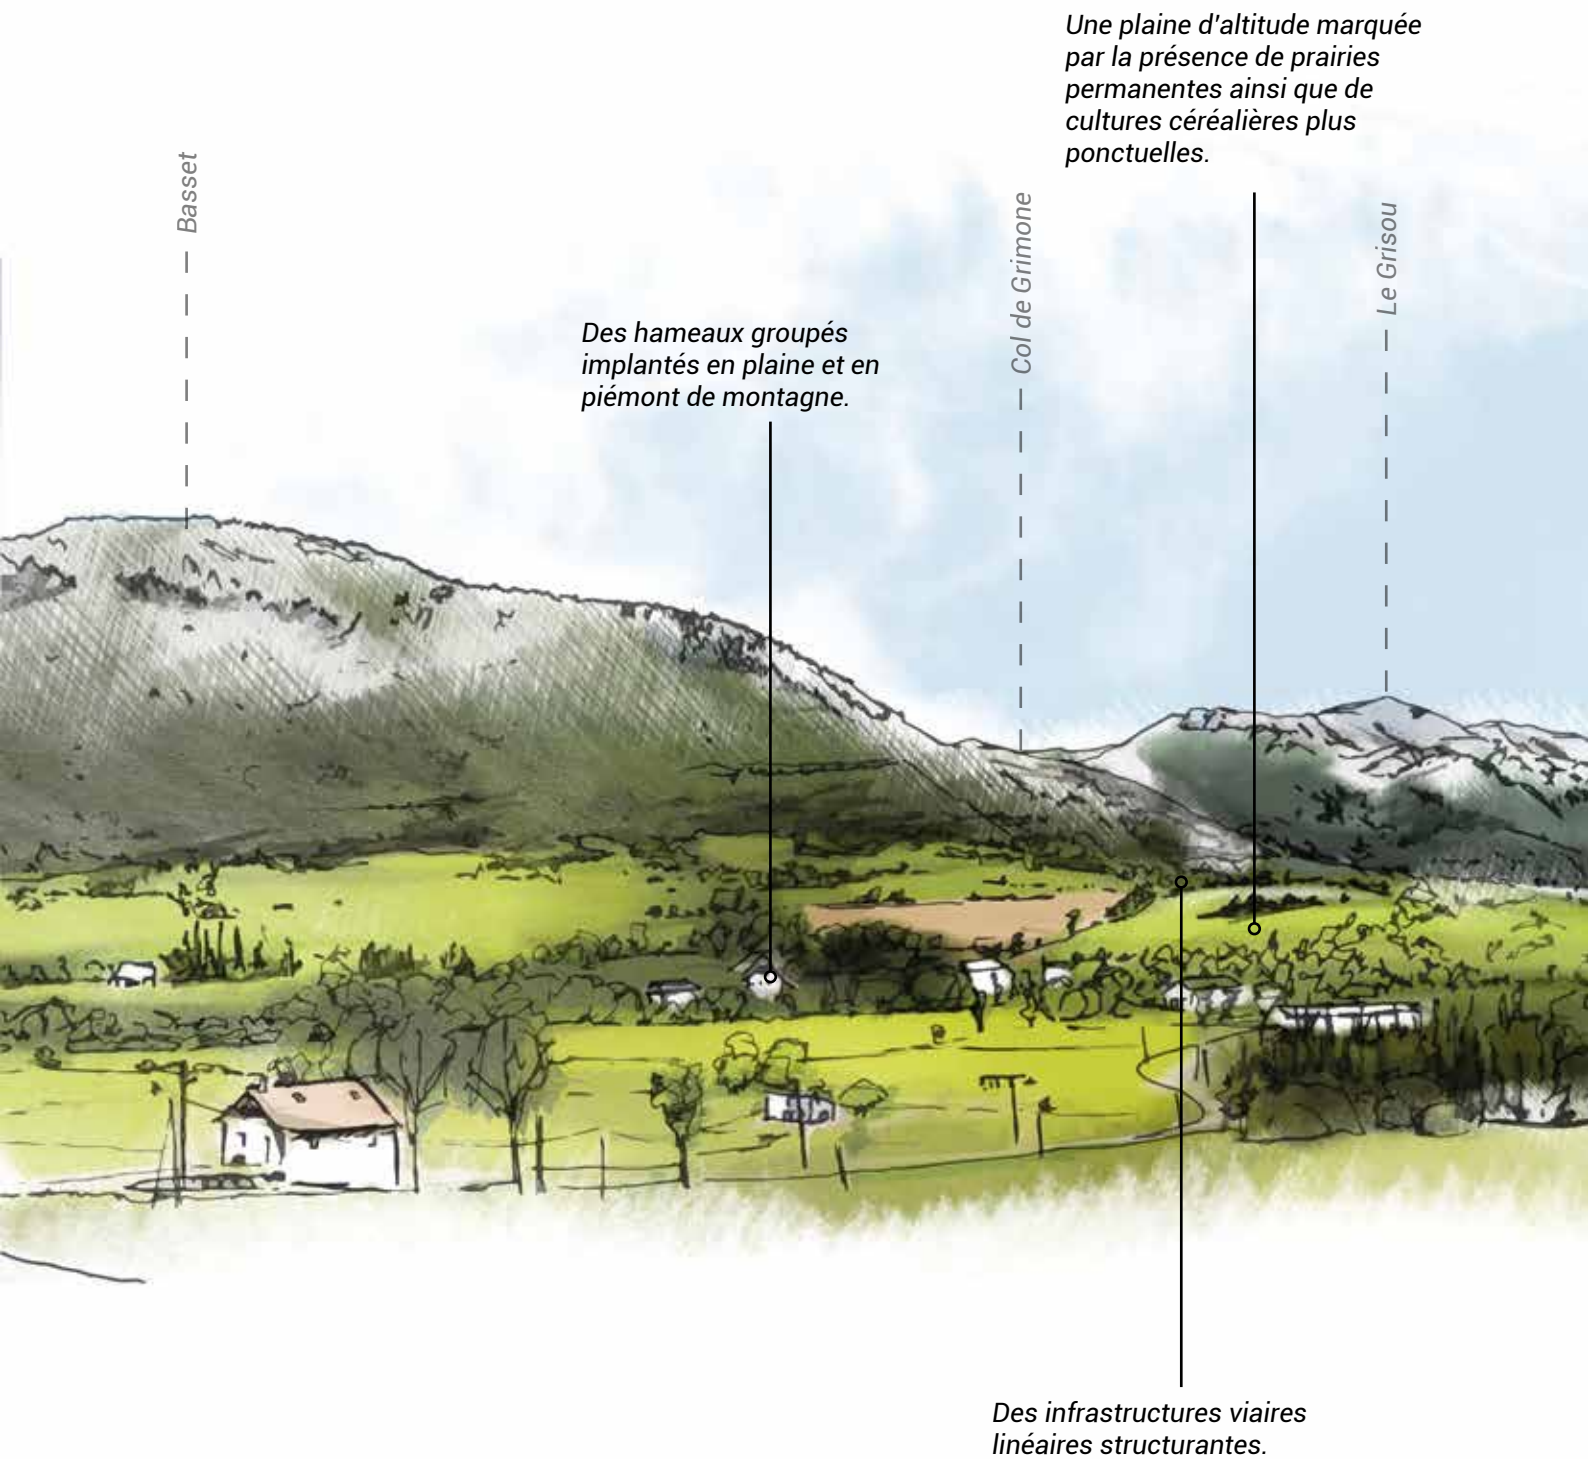 Une plaine d'altitude marquée
par la présence de prairies
permanentes ainsi que de
cultures céréalières plus
ponctuelles.
Basset
Col de Grimone
Le Grisou
Des hameaux groupés
implantés en plaine et en
piémont de montagne.
Des infrastructures viaires
linéaires structurantes.